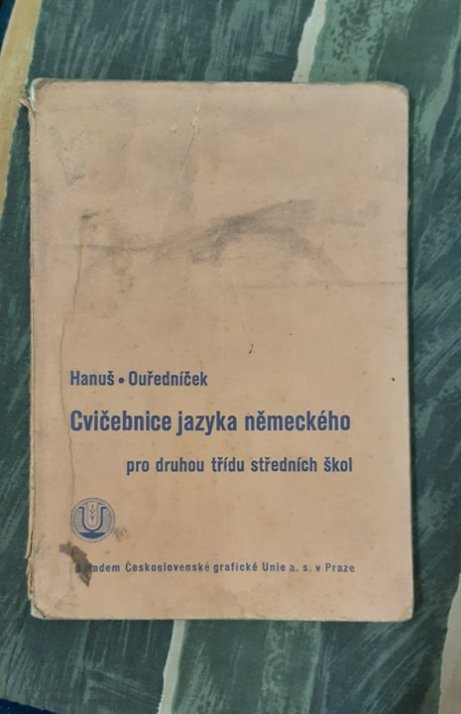 Hanuš • Ouředníček
Cvičebnice jazyka německého
pro druhou třídu středních škol
U
Československé grafické Unie a. s. v Praze